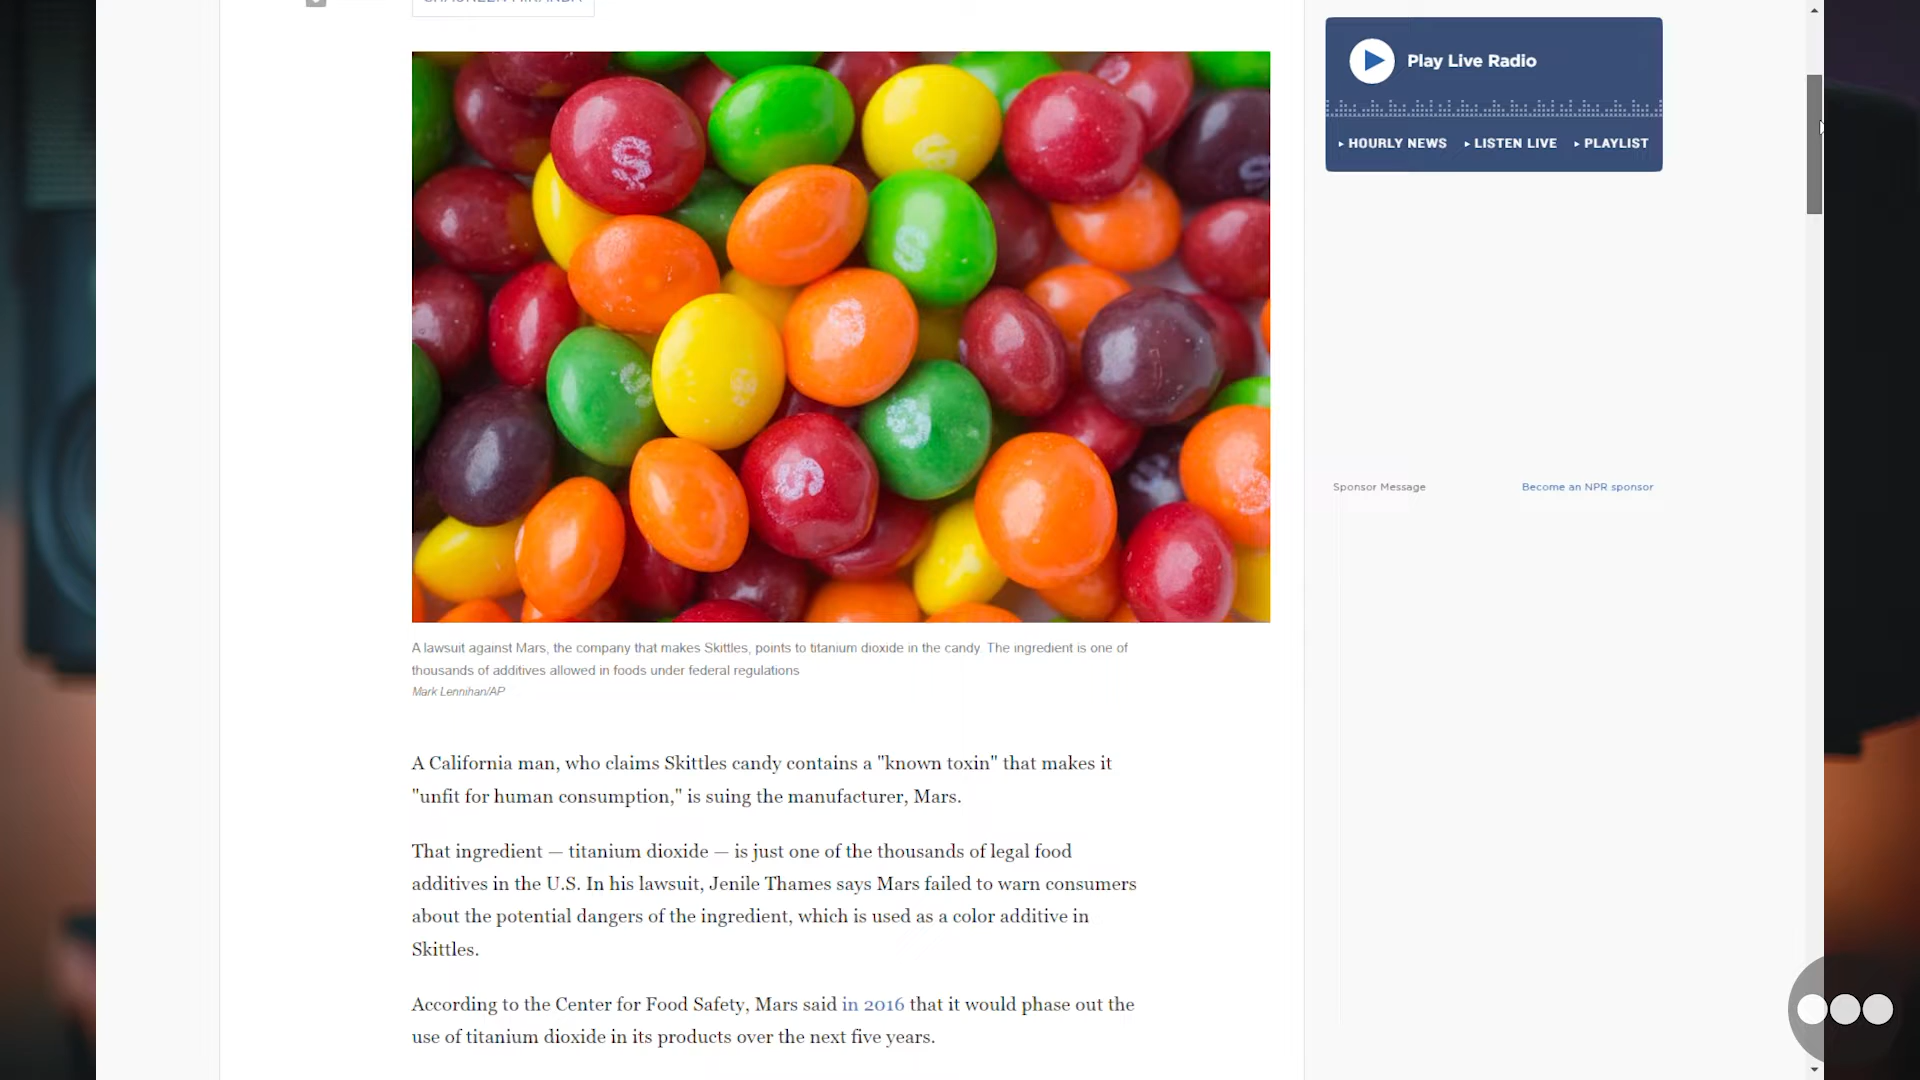 Play Live Radio
HOURLY NEWS LISTEN LIVE PLAYLIST
Sponsor Message Become an NPR sponsor
A lawsuit against Mars, the company that makes Skittles, points to titanium dioxide in the candy. The ingredient is one of
thousands of additives allowed in foods under federal regulations
Mark Lennihan/AP
A California man, who claims Skittles candy contains a "known toxin" that makes it
"unfit for human consumption," is suing the manufacturer, Mars.
That ingredient — titanium dioxide — is just one of the thousands of legal food
additives in the U.S. In his lawsuit, Jenile Thames says Mars failed to warn consumers
about the potential dangers of the ingredient, which is used as a color additive in
Skittles.
According to the Center for Food Safety, Mars said in 2016 that it would phase out the
use of titanium dioxide in its products over the next five years.